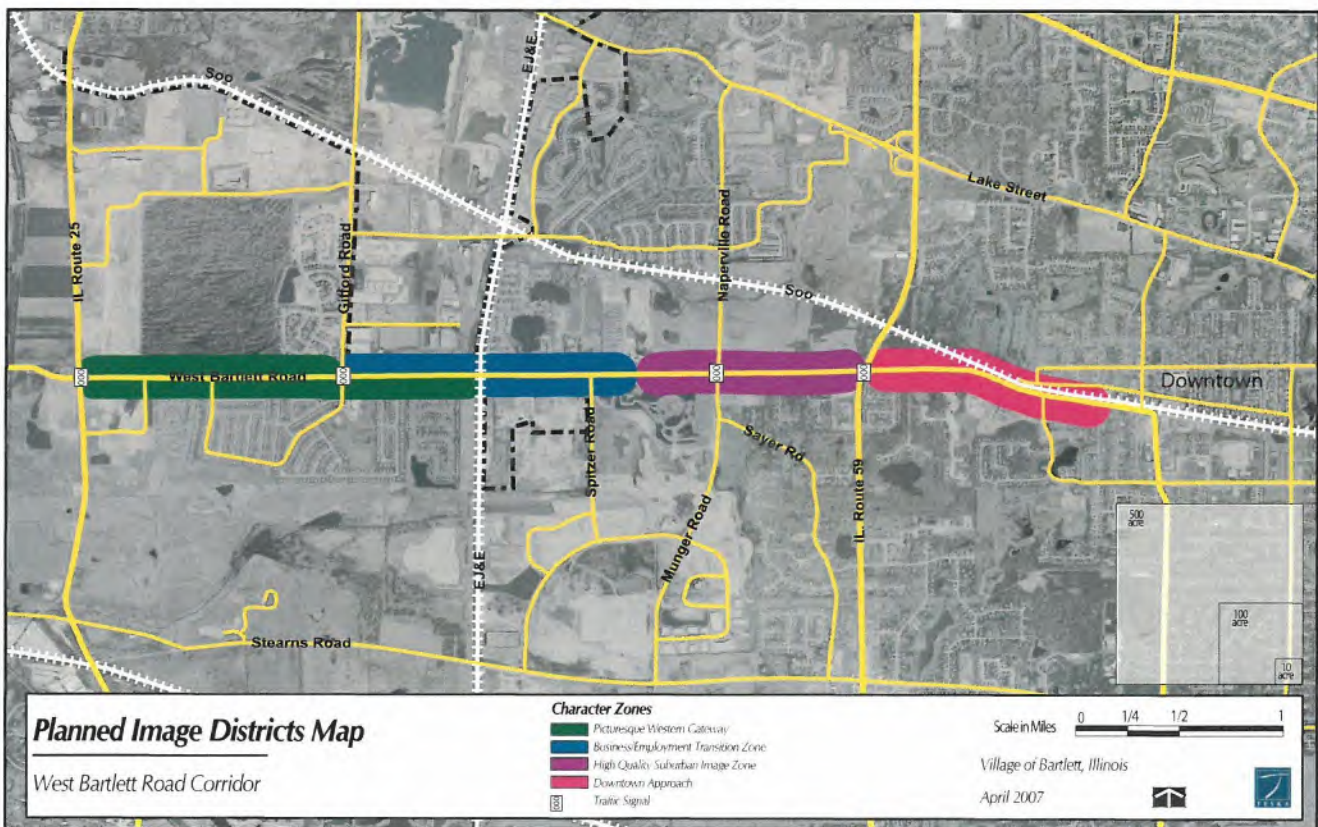 Soo
EJ&E
Lake Street
IL Route 25
Gifford Road
Naperville Road
Soo
West Bartlett Road
Downtown
Spitzer Road
Sayer Rd
IL. Route 59
Munger Road
EJ&E
Stearns Road
500
acre
100
acre
10
acre
Planned Image Districts Map
West Bartlett Road Corridor
Character Zones
Picturesque Western Gateway
Business/Employment Transition Zone
High Quality Suburban Image Zone
Downtown Approach
Traffic Signal
Scale in Miles
0 1/4 1/2 1
Village of Bartlett, Illinois
April 2007
TESKA